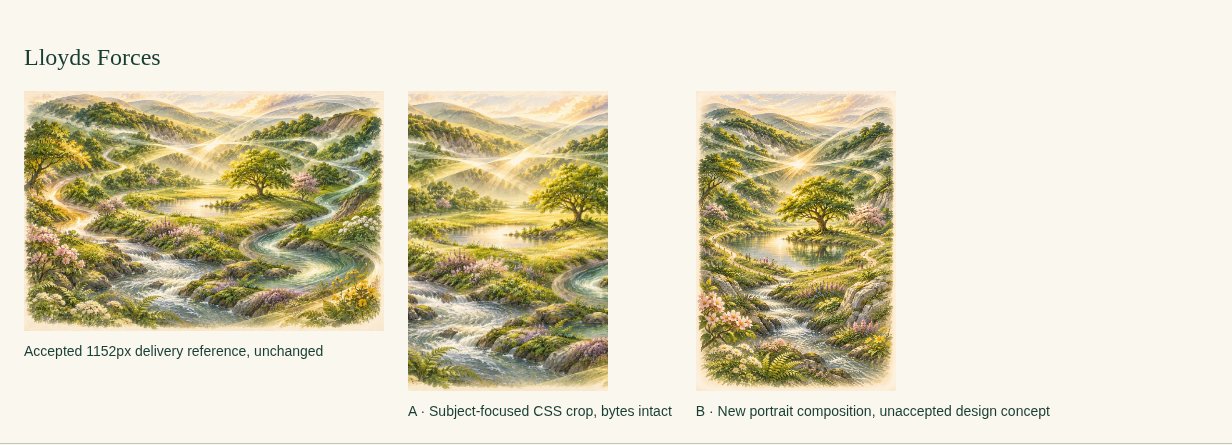 Lloyds Forces
Accepted 1152px delivery reference, unchanged
A · Subject-focused CSS crop, bytes intact
B · New portrait composition, unaccepted design concept